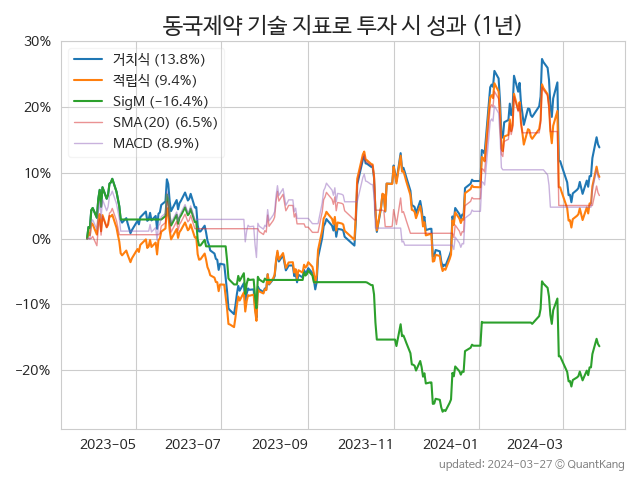 동국제약 기술 지표로 투자 시 성과 (1년)
30%
20%
10%
0%
−10%
−20%
거치식 (13.8%)
적립식 (9.4%)
SigM (−16.4%)
SMA(20) (6.5%)
MACD (8.9%)
2023-05 2023-07 2023-09 2023-11 2024-01 2024-03
updated: 2024-03-27 © QuantKang